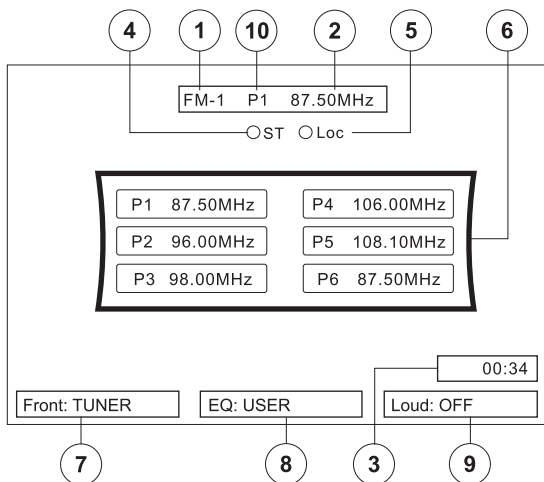 4 1 10 2 5 6
FM-1 P1 87.50MHz
ST Loc
P1 87.50MHz P4 106.00MHz
P2 96.00MHz P5 108.10MHz
P3 98.00MHz P6 87.50MHz
00:34
Front: TUNER EQ: USER Loud: OFF
7 8 3 9